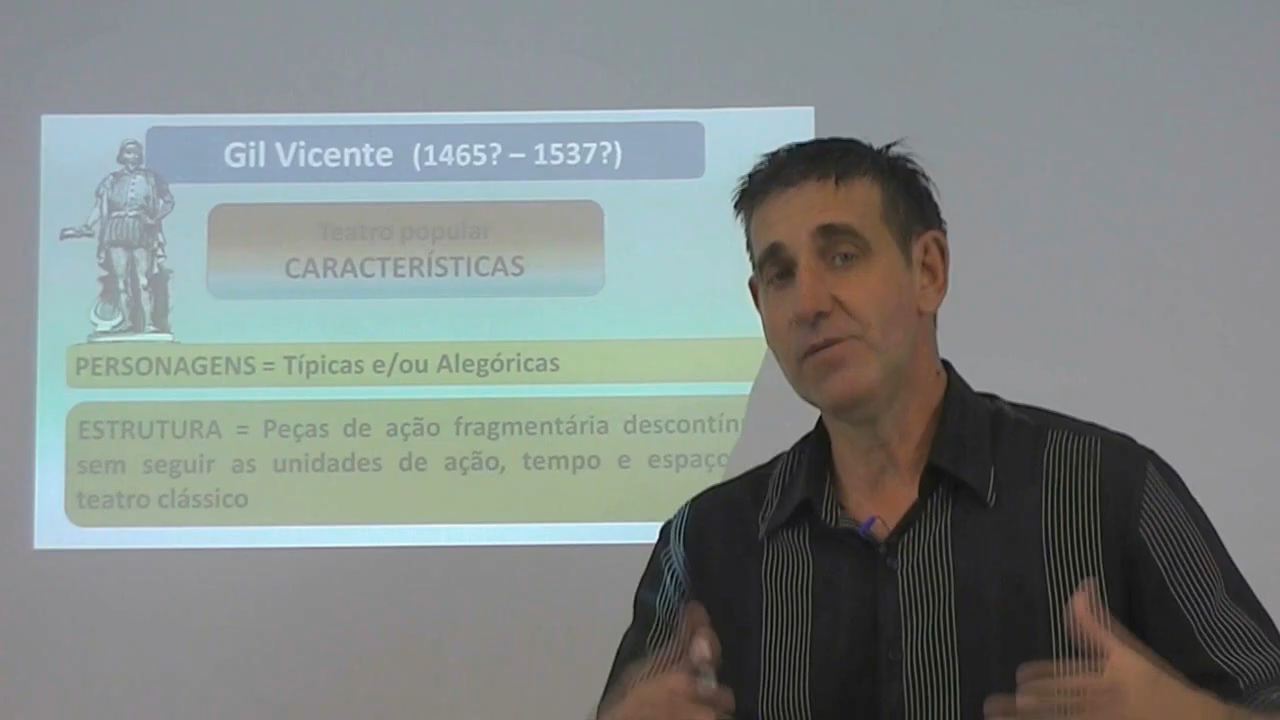 Gil Vicente (1465? – 1537?)
Teatro popular
CARACTERÍSTICAS
PERSONAGENS = Típicas e/ou Alegóricas
ESTRUTURA = Peças de ação fragmentária
sem seguir as unidades de ação, tempo e espaço
teatro clássico